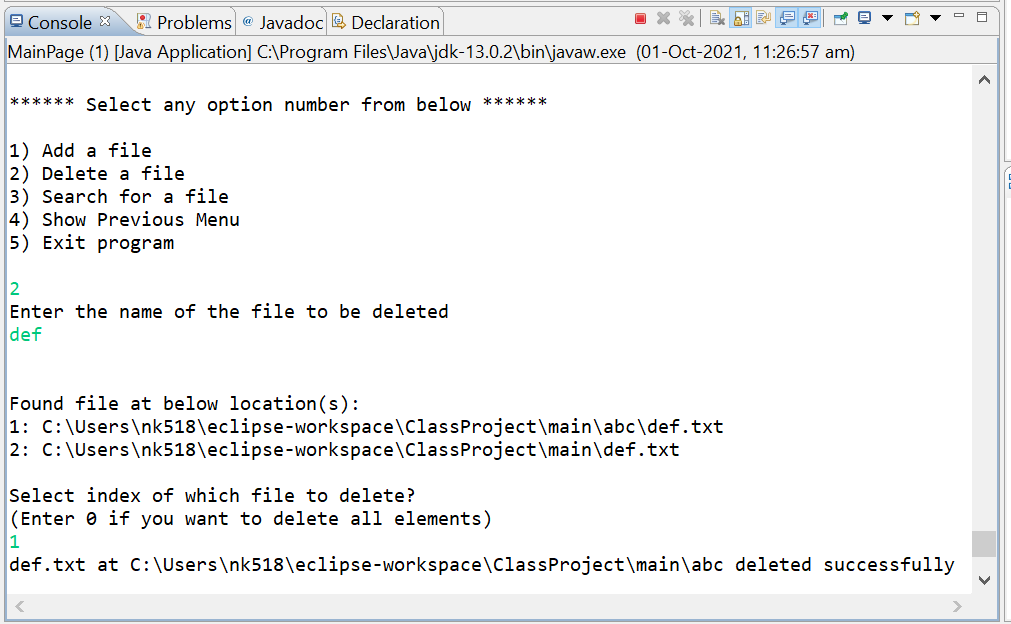 Console Problems @ Javadoc Declaration
MainPage (1) [Java Application] C:\Program Files\Java\jdk-13.0.2\bin\javaw.exe (01-Oct-2021, 11:26:57 am)
****** Select any option number from below ******
1) Add a file
2) Delete a file
3) Search for a file
4) Show Previous Menu
5) Exit program
2
Enter the name of the file to be deleted
def
Found file at below location(s):
1: C:\Users\nk518\eclipse-workspace\ClassProject\main\abc\def.txt
2: C:\Users\nk518\eclipse-workspace\ClassProject\main\def.txt
Select index of which file to delete?
(Enter 0 if you want to delete all elements)
1
def.txt at C:\Users\nk518\eclipse-workspace\ClassProject\main\abc deleted successfully